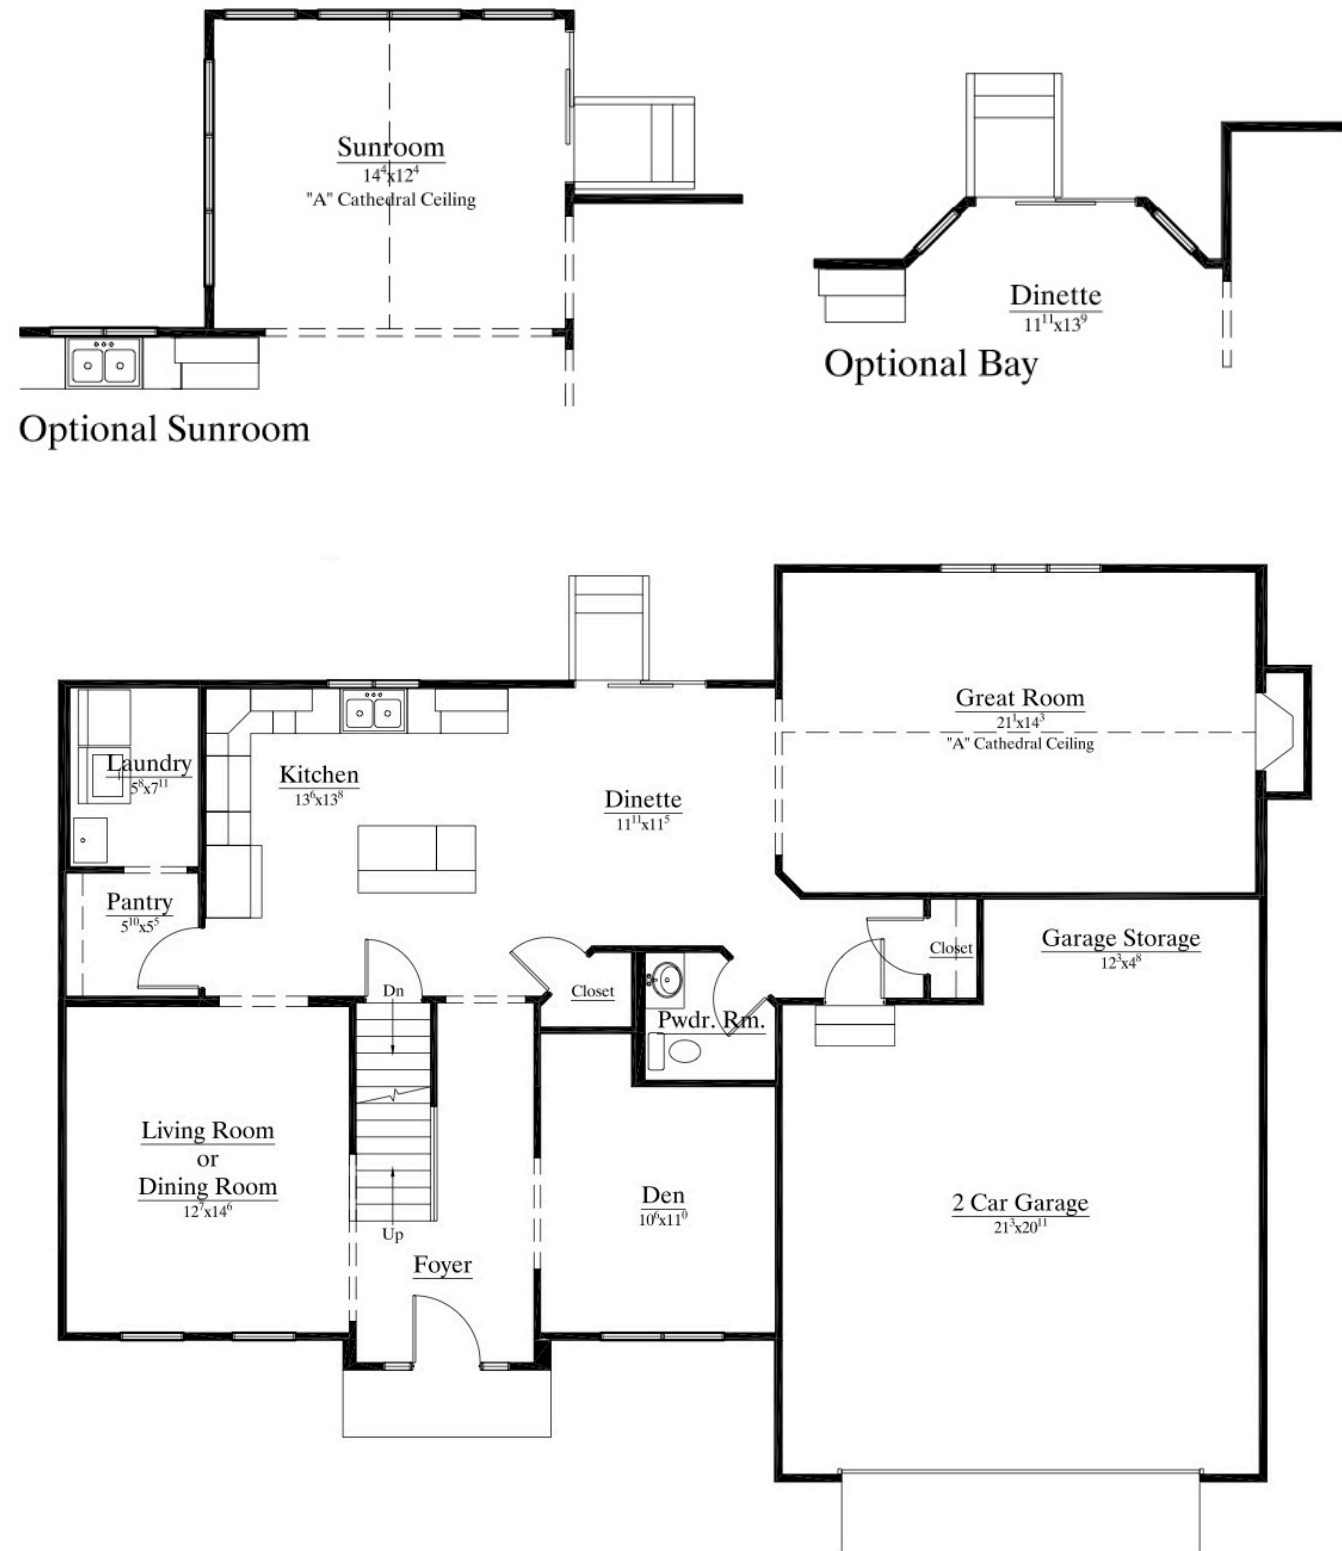 Sunroom
14⁴x12⁴
"A" Cathedral Ceiling
Optional Sunroom
Dinette
11¹¹x13⁹
Optional Bay
Great Room
21¹x14³
"A" Cathedral Ceiling
Laundry
5⁸x7¹¹
Kitchen
13⁶x13⁸
Dinette
11¹¹x11⁵
Pantry
5¹⁰x5⁵
Closet
Garage Storage
12³x4⁸
Dn
Closet
Pwdr. Rm.
Living Room
or
Dining Room
12⁷x14⁶
Den
10⁶x11⁰
2 Car Garage
21³x20¹¹
Up
Foyer